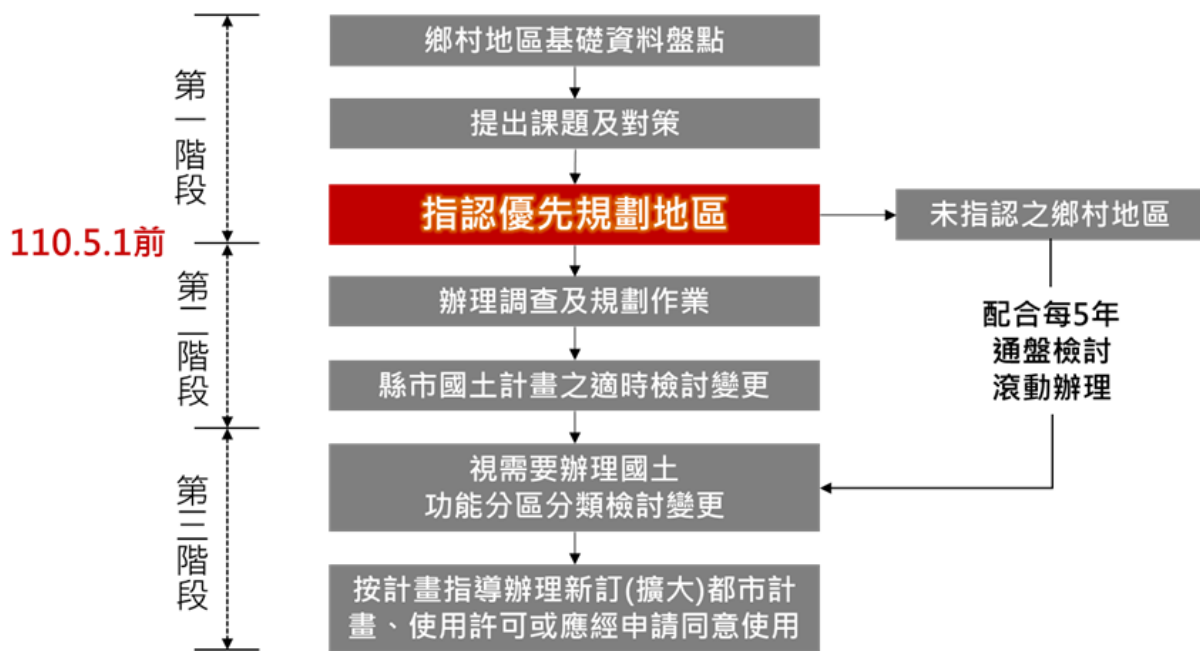 鄉村地區基礎資料盤點
提出課題及對策
指認優先規劃地區
未指認之鄉村地區
辦理調查及規劃作業
縣市國土計畫之適時檢討變更
視需要辦理國土
功能分區分類檢討變更
按計畫指導辦理新訂(擴大)都市計
畫、使用許可或應經申請同意使用
配合每5年
通盤檢討
滾動辦理
第一階段
110.5.1前
第二階段
第三階段